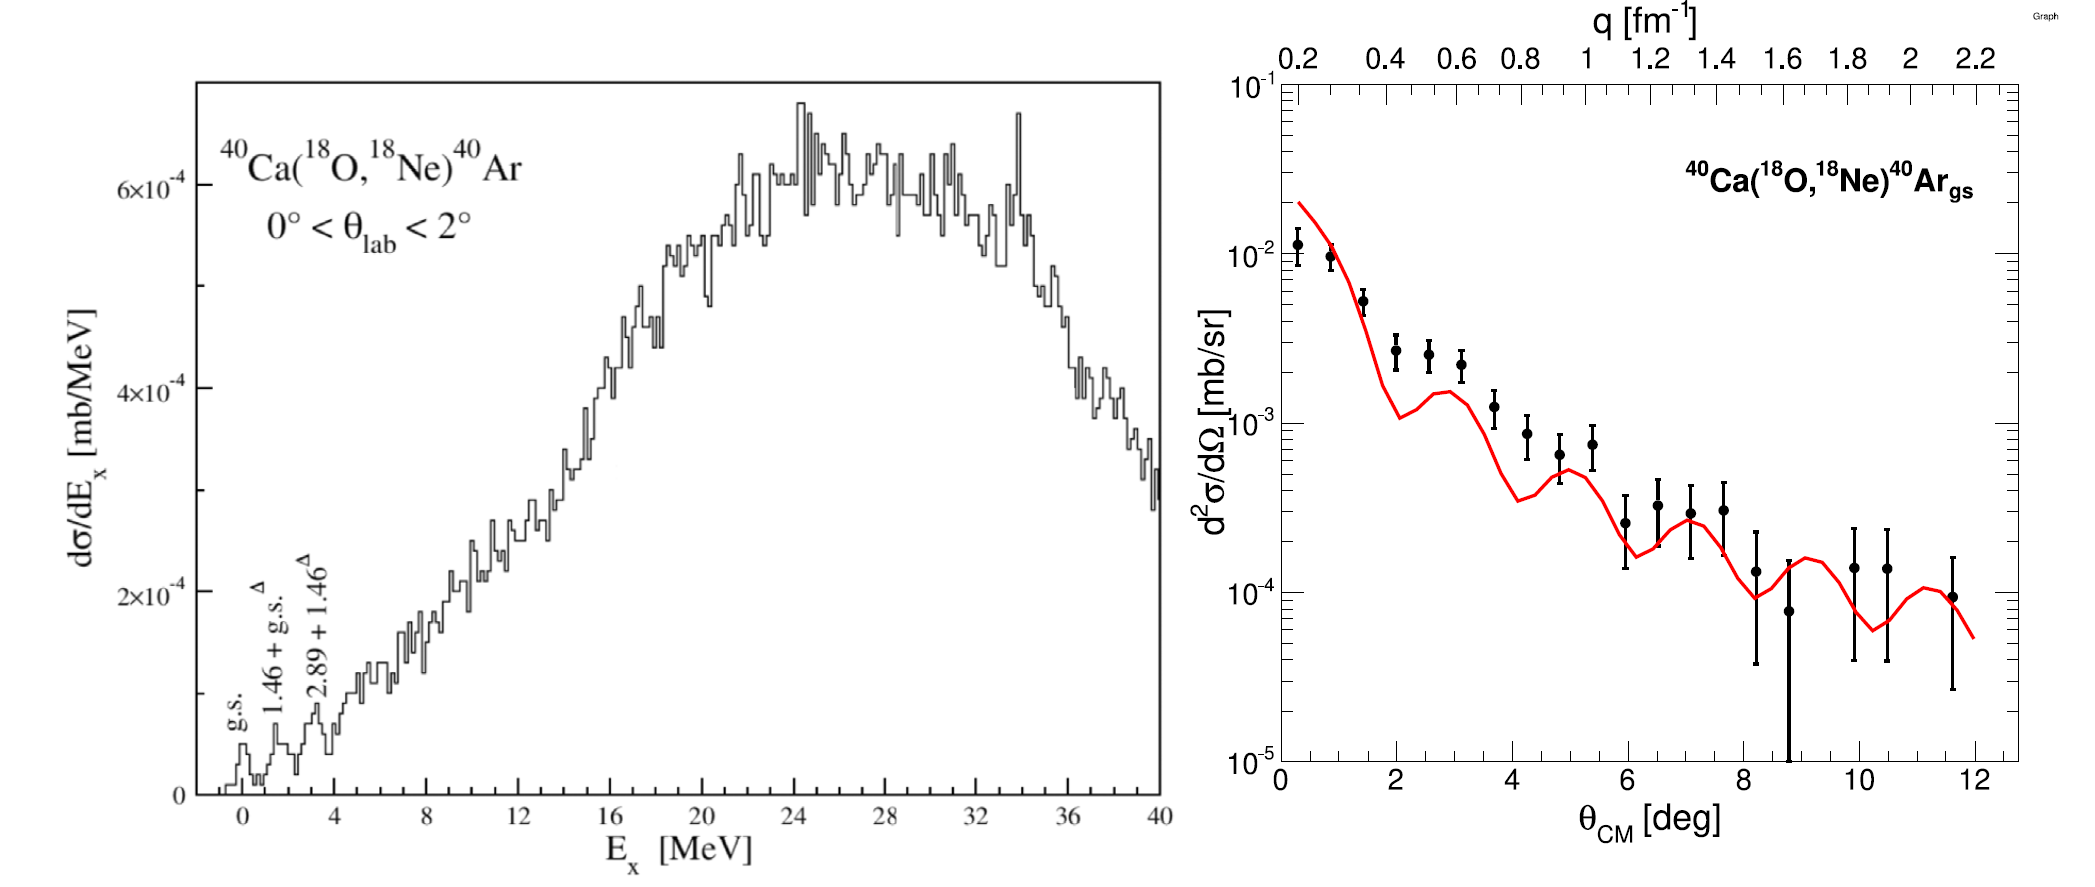 ⁴⁰Ca(¹⁸O,¹⁸Ne)⁴⁰Ar
0° < θlab < 2°
dσ/dEx [mb/MeV]
6×10⁻⁴
4×10⁻⁴
2×10⁻⁴
0
g.s.
1.46 + g.s.Δ
2.89 + 1.46Δ
0 4 8 12 16 20 24 28 32 36 40
Ex [MeV]
Graph
q [fm⁻¹]
0.2 0.4 0.6 0.8 1 1.2 1.4 1.6 1.8 2 2.2
⁴⁰Ca(¹⁸O,¹⁸Ne)⁴⁰Args
d²σ/dΩ [mb/sr]
10⁻¹
10⁻²
10⁻³
10⁻⁴
10⁻⁵
0 2 4 6 8 10 12
θCM [deg]